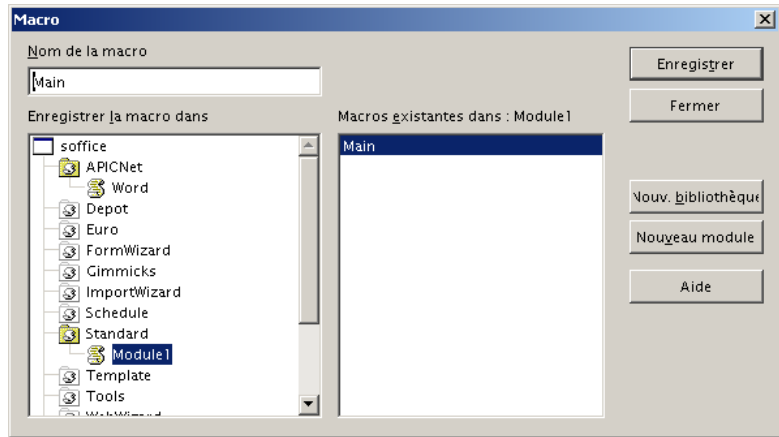 Macro
Nom de la macro
Main
Enregistrer la macro dans
soffice
APICNet
Word
Depot
Euro
FormWizard
Gimmicks
ImportWizard
Schedule
Standard
Module1
Template
Tools
Macros existantes dans : Module1
Main
Enregistrer
Fermer
Nouv. bibliothèque
Nouveau module
Aide